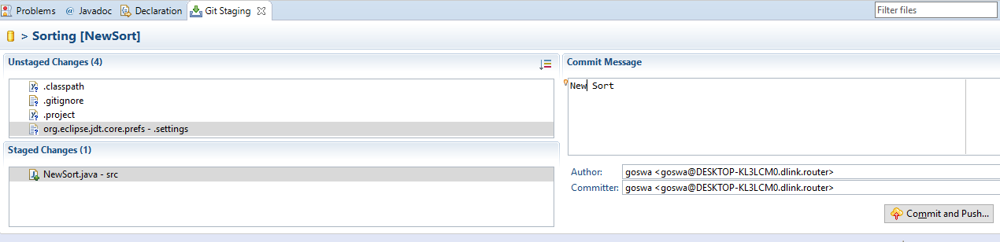 Problems @ Javadoc Declaration Git Staging
Filter files
> Sorting [NewSort]
Unstaged Changes (4)
.classpath
.gitignore
.project
org.eclipse.jdt.core.prefs - .settings
Staged Changes (1)
NewSort.java - src
Commit Message
New Sort
Author: goswa <goswa@DESKTOP-KL3LCM0.dlink.router>
Committer: goswa <goswa@DESKTOP-KL3LCM0.dlink.router>
Commit and Push...